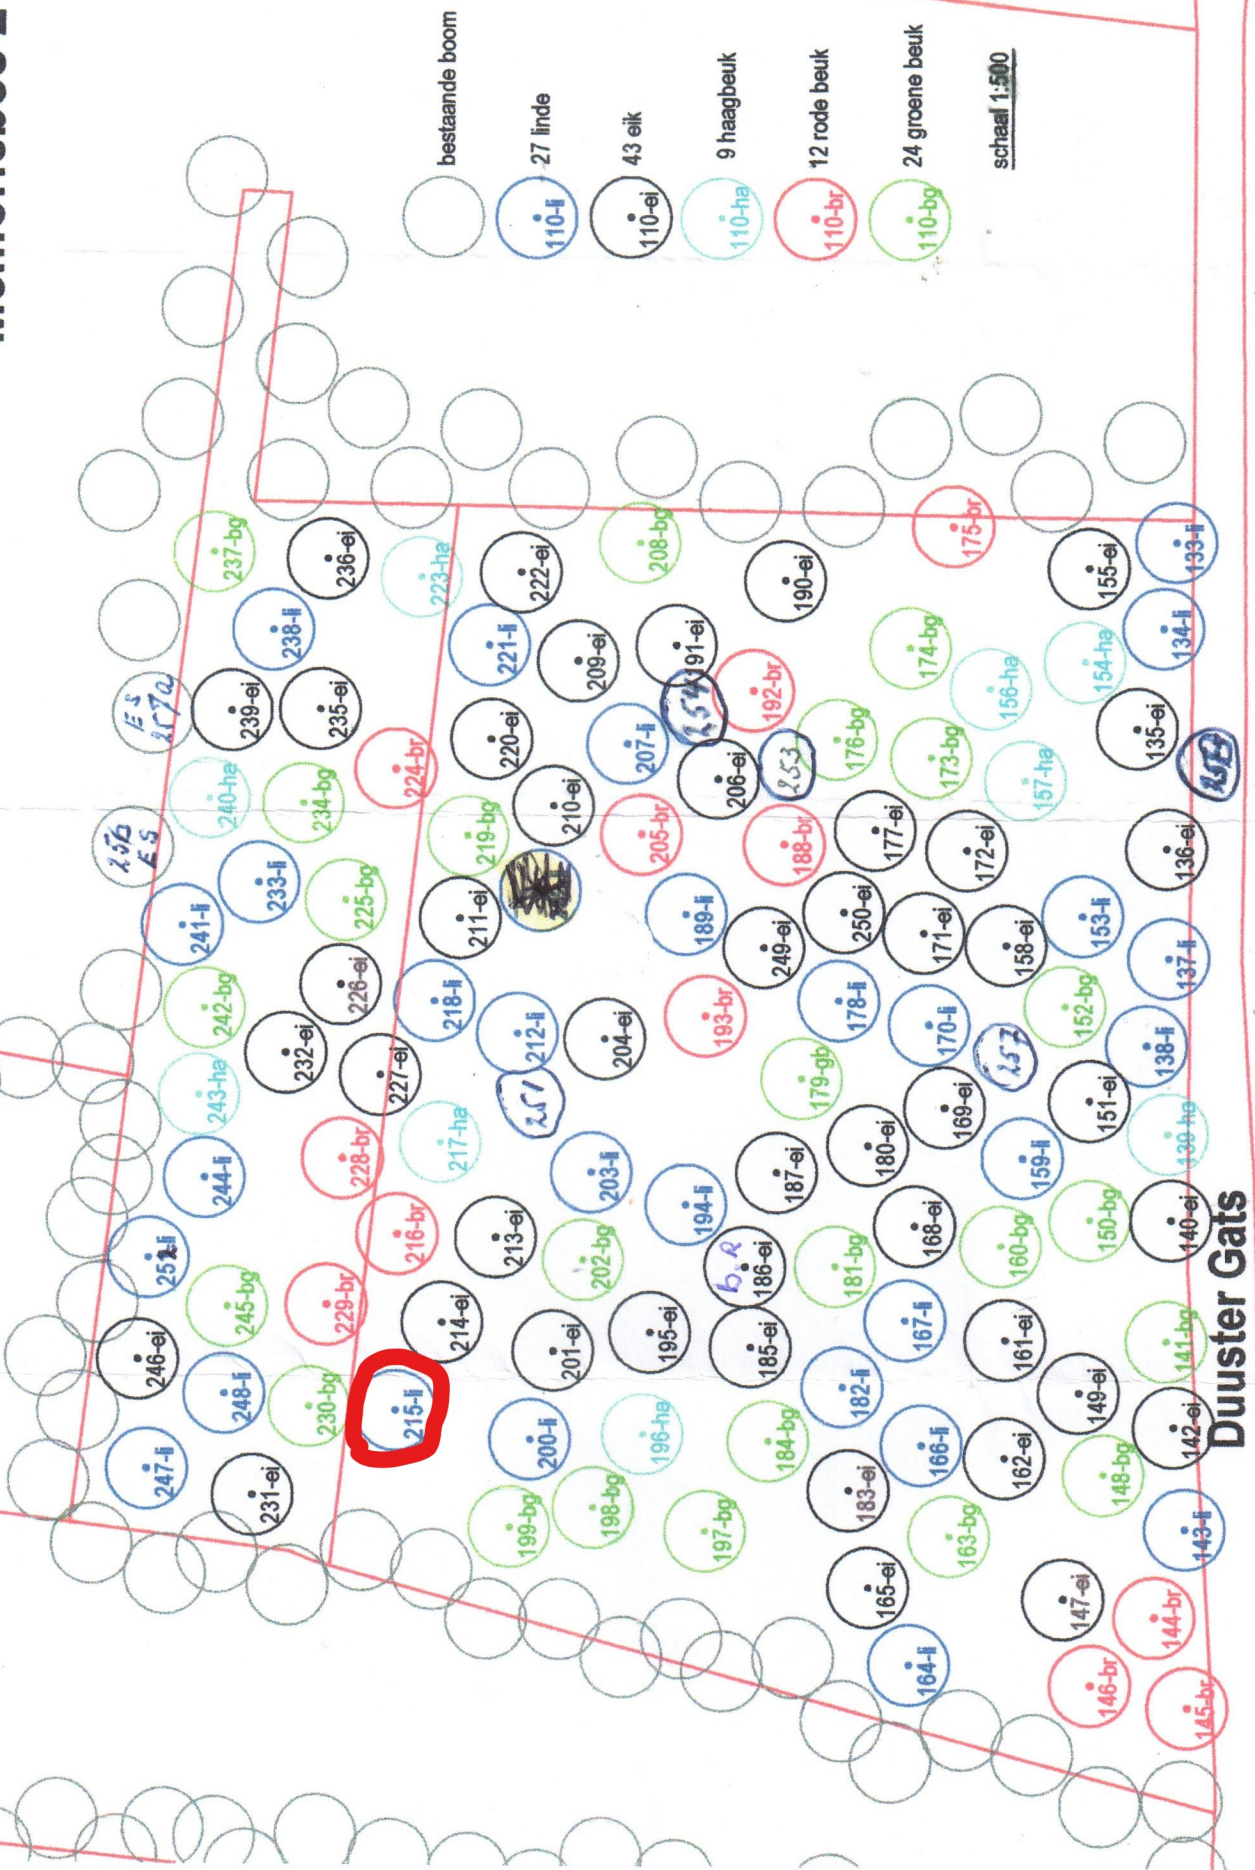 bestaande boom
110-li 27 linde
110-ei 43 eik
110-ha 9 haagbeuk
110-br 12 rode beuk
110-bg 24 groene beuk
schaal 1:500
237-bg
236-ei
238-li
223-ha
222-ei
208-bg
190-ei
175-br
155-ei
133-li
239-ei
235-ei
221-li
209-ei
191-ei
192-br
174-bg
156-ha
154-ha
134-li
ES
257a
240-ha
234-bg
224-br
220-ei
207-li
254
206-ei
253
176-bg
173-bg
157-ha
135-ei
256
ES
241-li
233-li
225-bg
219-bg
210-ei
205-br
188-br
177-ei
172-ei
136-ei
211-ei
189-li
249-ei
250-ei
171-ei
158-ei
153-li
137-li
242-bg
226-ei
218-li
212-li
204-ei
193-br
178-li
170-li
152-bg
138-li
243-ha
232-ei
227-ei
251
179-gb
257
169-ei
151-ei
139-ha
244-li
228-br
217-ha
203-li
194-li
187-ei
180-ei
159-li
150-bg
140-ei
252-li
216-br
213-ei
202-bg
b.R
186-ei
181-bg
168-ei
160-bg
245-bg
229-br
214-ei
201-ei
195-ei
185-ei
167-li
161-ei
141-bg
246-ei
248-li
230-bg
215-li
200-li
196-ha
184-bg
182-li
166-li
162-ei
149-ei
142-ei
247-li
231-ei
199-bg
198-bg
197-bg
183-ei
163-bg
148-bg
143-li
165-ei
147-ei
144-br
164-li
146-br
145-br
Duuster Gats